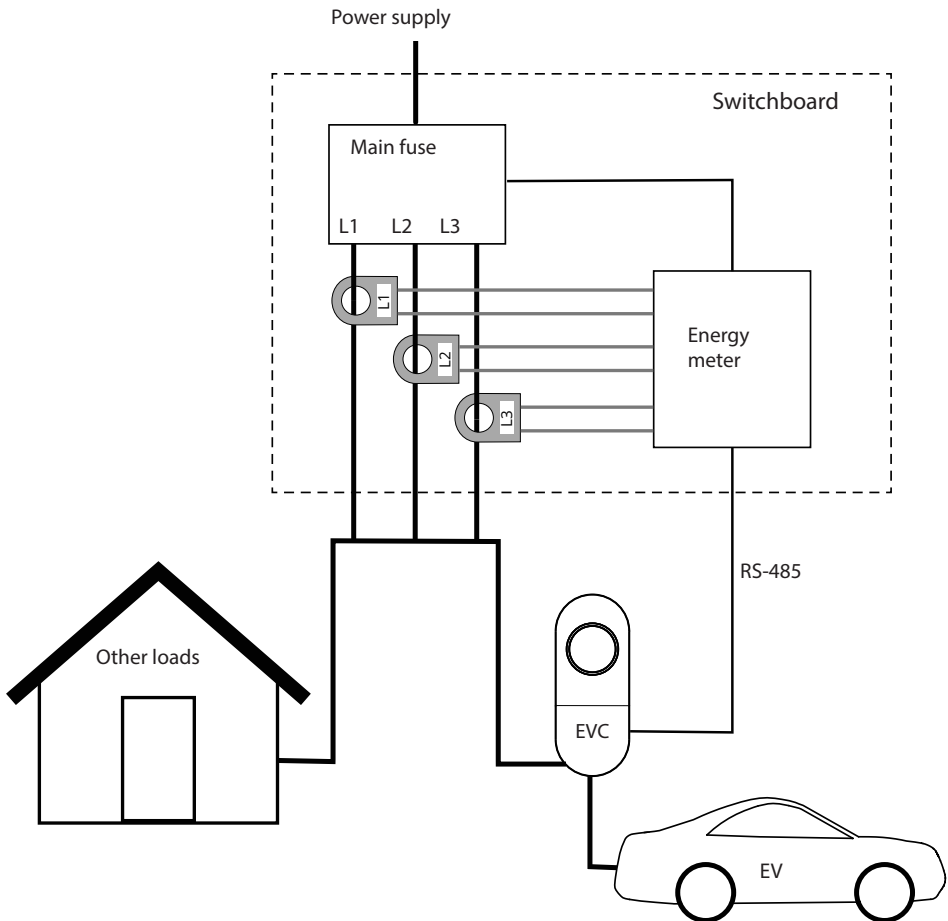 Power supply
Switchboard
Main fuse
L1 L2 L3
L1
L2
L3
Energy
meter
RS-485
Other loads
EVC
EV